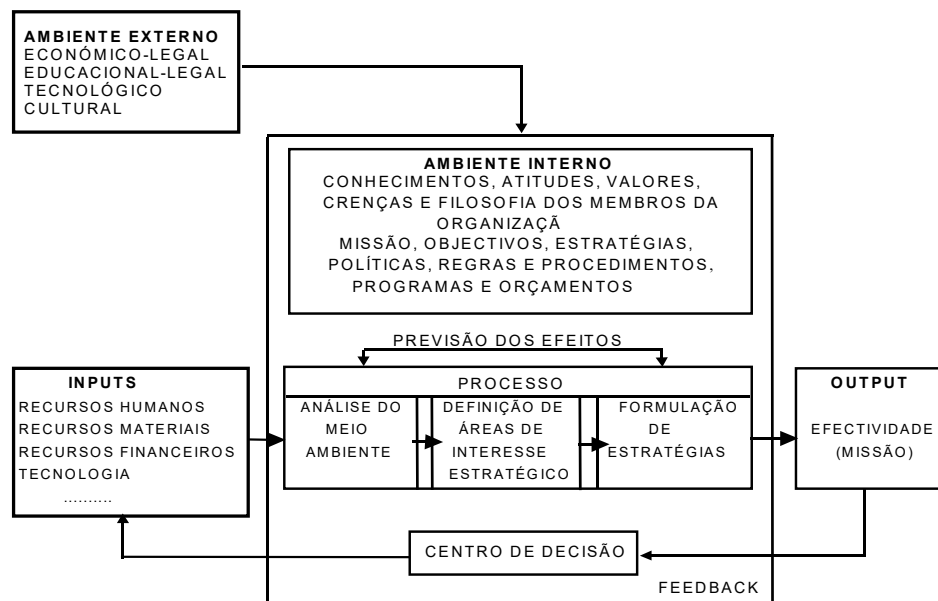 AMBIENTE EXTERNO
ECONÓMICO-LEGAL
EDUCACIONAL-LEGAL
TECNOLÓGICO
CULTURAL
AMBIENTE INTERNO
CONHECIMENTOS, ATITUDES, VALORES,
CRENÇAS E FILOSOFIA DOS MEMBROS DA
ORGANIZAÇÃ
MISSÃO, OBJECTIVOS, ESTRATÉGIAS,
POLÍTICAS, REGRAS E PROCEDIMENTOS,
PROGRAMAS E ORÇAMENTOS
PREVISÃO DOS EFEITOS
INPUTS
RECURSOS HUMANOS
RECURSOS MATERIAIS
RECURSOS FINANCEIROS
TECNOLOGIA
..........
PROCESSO
ANÁLISE DO
MEIO
AMBIENTE
DEFINIÇÃO DE
ÁREAS DE
INTERESSE
ESTRATÉGICO
FORMULAÇÃO
DE
ESTRATÉGIAS
OUTPUT
EFECTIVIDADE
(MISSÃO)
CENTRO DE DECISÃO
FEEDBACK